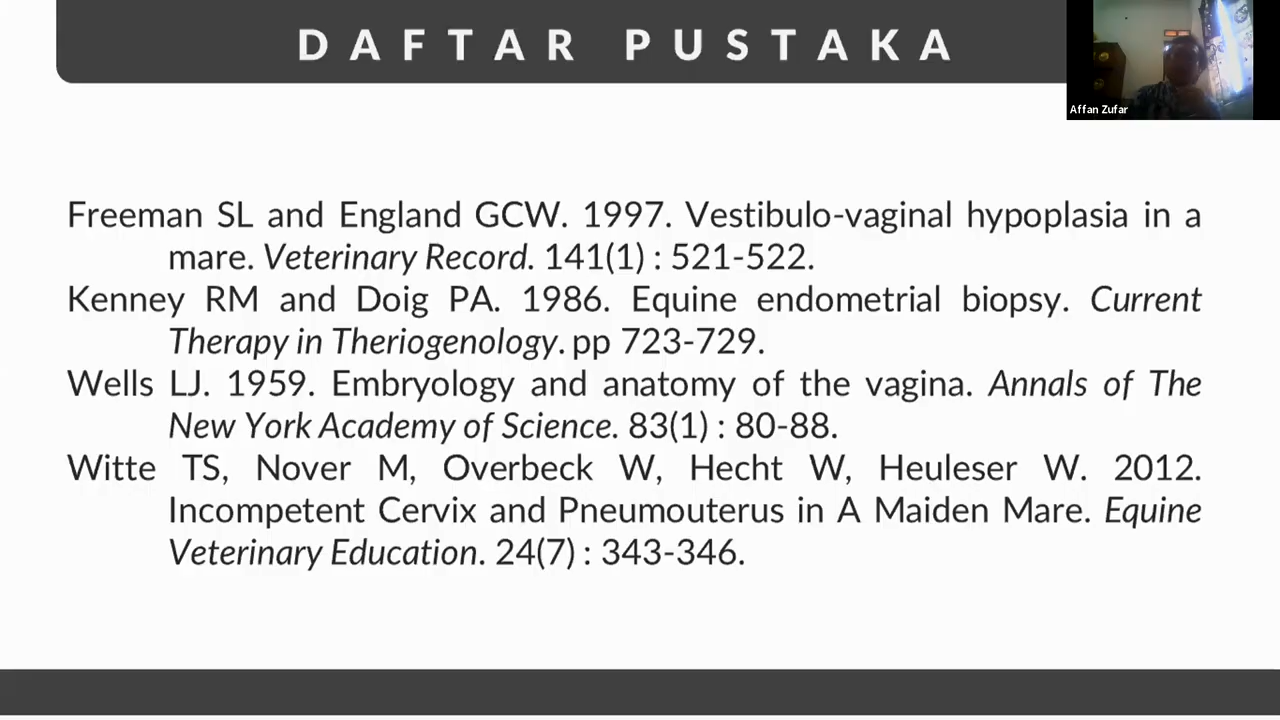 DAFTAR PUSTAKA
Affan Zufar
Freeman SL and England GCW. 1997. Vestibulo-vaginal hypoplasia in a
mare. Veterinary Record. 141(1) : 521-522.
Kenney RM and Doig PA. 1986. Equine endometrial biopsy. Current
Therapy in Theriogenology. pp 723-729.
Wells LJ. 1959. Embryology and anatomy of the vagina. Annals of The
New York Academy of Science. 83(1) : 80-88.
Witte TS, Nover M, Overbeck W, Hecht W, Heuleser W. 2012.
Incompetent Cervix and Pneumouterus in A Maiden Mare. Equine
Veterinary Education. 24(7) : 343-346.